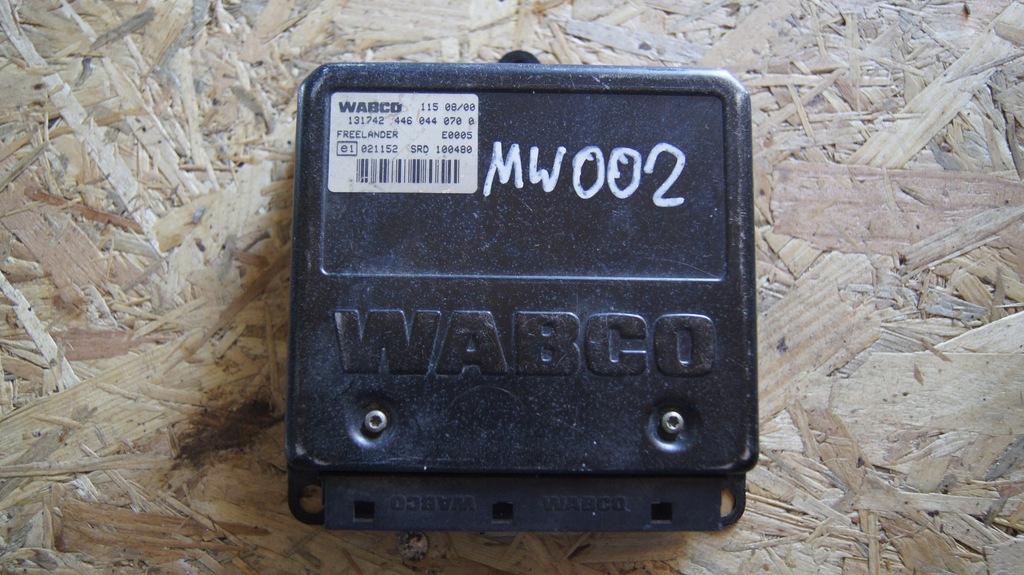 WABCO 115 08/00
131742 446 044 070 0
FREELANDER E0005
e1 021152 SRD 100480
MW002
WABCO
WABCO WABCO